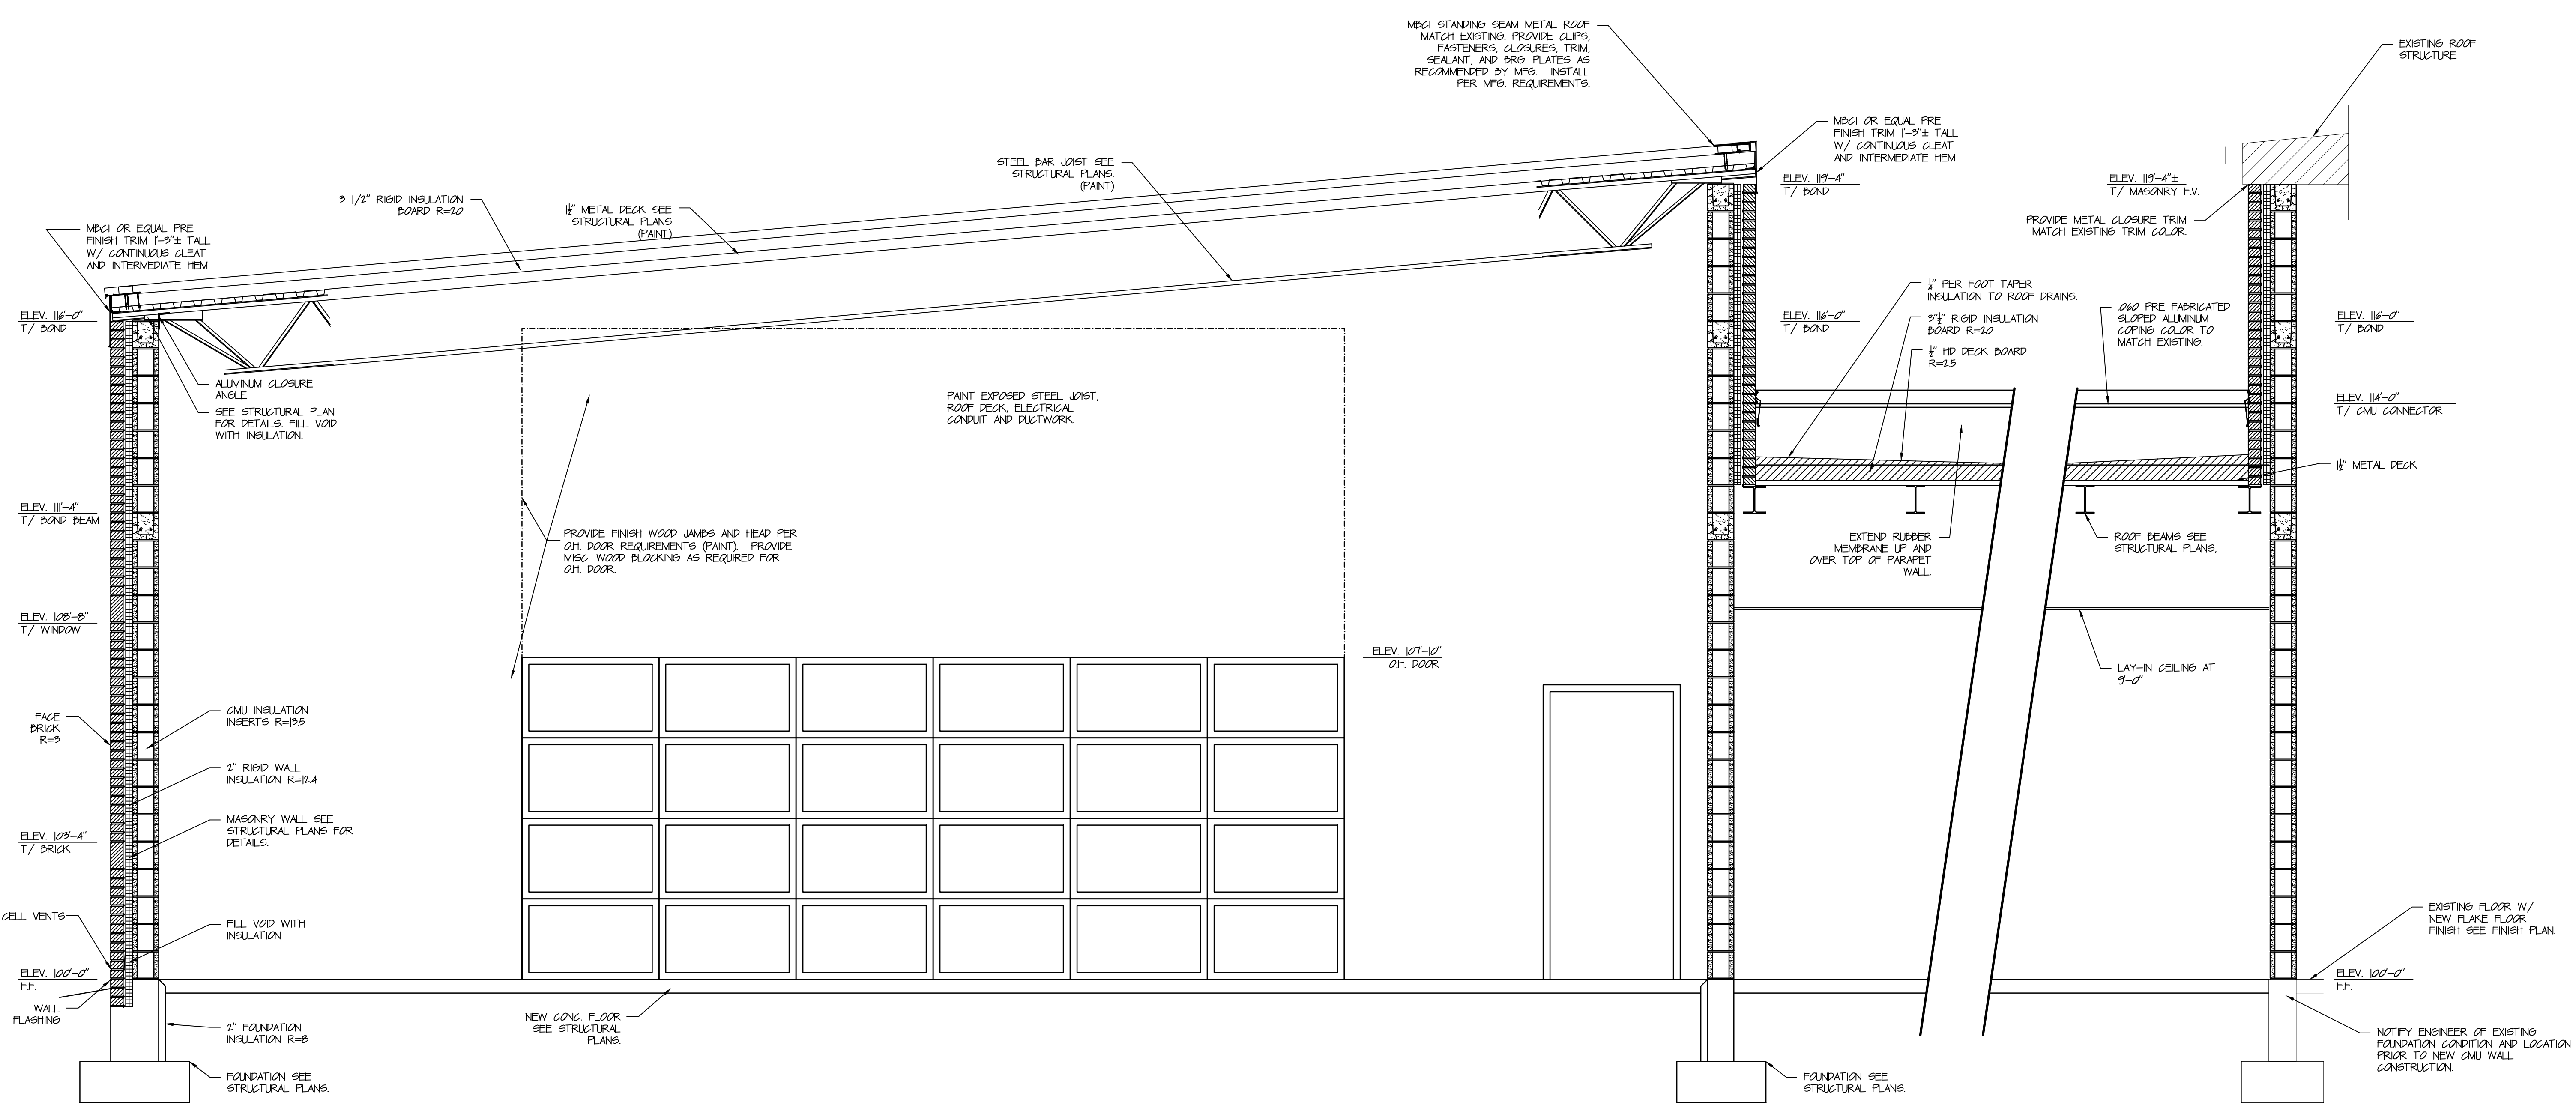 MBCI STANDING SEAM METAL ROOF
MATCH EXISTING. PROVIDE CLIPS,
FASTENERS, CLOSURES, TRIM,
SEALANT, AND BRG. PLATES AS
RECOMMENDED BY MFG. INSTALL
PER MFG. REQUIREMENTS.
EXISTING ROOF
STRUCTURE
MBCI OR EQUAL PRE
FINISH TRIM 1'-3"± TALL
W/ CONTINUOUS CLEAT
AND INTERMEDIATE HEM
STEEL BAR JOIST SEE
STRUCTURAL PLANS.
(PAINT)
3 1/2" RIGID INSULATION
BOARD R=20
1½" METAL DECK SEE
STRUCTURAL PLANS
(PAINT)
MBCI OR EQUAL PRE
FINISH TRIM 1'-3"± TALL
W/ CONTINUOUS CLEAT
AND INTERMEDIATE HEM
ELEV. 119'-4"
T/ BOND
ELEV. 119'-4"±
T/ MASONRY F.V.
PROVIDE METAL CLOSURE TRIM
MATCH EXISTING TRIM COLOR.
ELEV. 116'-0"
T/ BOND
ALUMINUM CLOSURE
ANGLE
SEE STRUCTURAL PLAN
FOR DETAILS. FILL VOID
WITH INSULATION.
PAINT EXPOSED STEEL JOIST,
ROOF DECK, ELECTRICAL
CONDUIT AND DUCTWORK.
ELEV. 116'-0"
T/ BOND
¼" PER FOOT TAPER
INSULATION TO ROOF DRAINS.
3"½" RIGID INSULATION
BOARD R=20
½" HD DECK BOARD
R=2.5
.060 PRE FABRICATED
SLOPED ALUMINUM
COPING COLOR TO
MATCH EXISTING.
ELEV. 116'-0"
T/ BOND
ELEV. 114'-0"
T/ CMU CONNECTOR
1½" METAL DECK
ELEV. 111'-4"
T/ BOND BEAM
PROVIDE FINISH WOOD JAMBS AND HEAD PER
O.H. DOOR REQUIREMENTS (PAINT). PROVIDE
MISC. WOOD BLOCKING AS REQUIRED FOR
O.H. DOOR.
EXTEND RUBBER
MEMBRANE UP AND
OVER TOP OF PARAPET
WALL.
ROOF BEAMS SEE
STRUCTURAL PLANS,
ELEV. 108'-8"
T/ WINDOW
ELEV. 107'-10"
O.H. DOOR
LAY-IN CEILING AT
9'-0"
FACE
BRICK
R=3
CMU INSULATION
INSERTS R=13.5
2" RIGID WALL
INSULATION R=12.4
ELEV. 103'-4"
T/ BRICK
MASONRY WALL SEE
STRUCTURAL PLANS FOR
DETAILS.
CELL VENTS
FILL VOID WITH
INSULATION
EXISTING FLOOR W/
NEW FLAKE FLOOR
FINISH SEE FINISH PLAN.
ELEV. 100'-0"
F.F.
ELEV. 100'-0"
F.F.
WALL
FLASHING
NEW CONC. FLOOR
SEE STRUCTURAL
PLANS.
2" FOUNDATION
INSULATION R=8
NOTIFY ENGINEER OF EXISTING
FOUNDATION CONDITION AND LOCATION
PRIOR TO NEW CMU WALL
CONSTRUCTION.
FOUNDATION SEE
STRUCTURAL PLANS.
FOUNDATION SEE
STRUCTURAL PLANS.